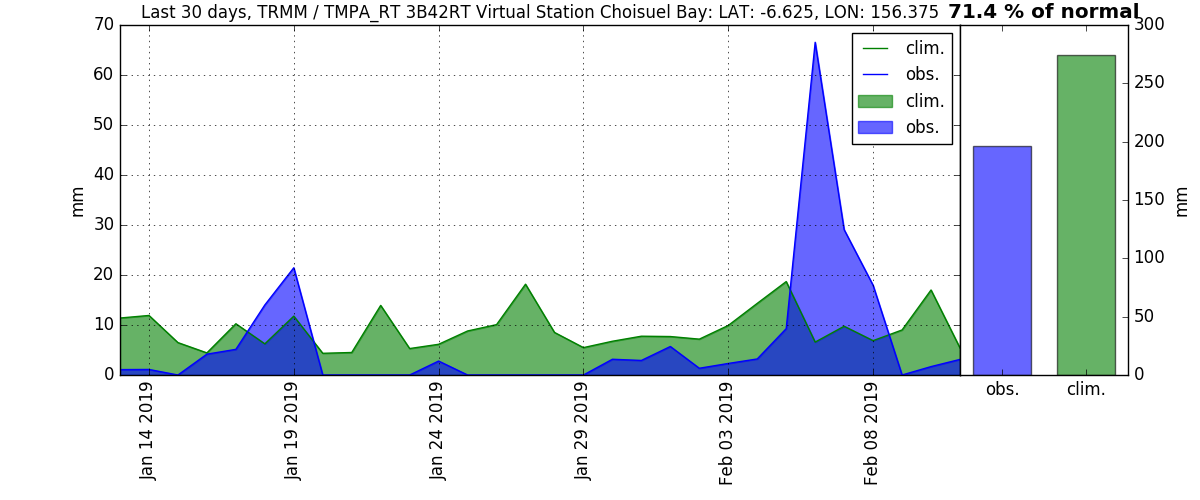 Last 30 days, TRMM / TMPA_RT 3B42RT Virtual Station Choisuel Bay: LAT: -6.625, LON: 156.375
71.4 % of normal
70
60
50
40
30
20
10
0
mm
clim.
obs.
clim.
obs.
300
250
200
150
100
50
0
mm
obs.
clim.
Jan 14 2019
Jan 19 2019
Jan 24 2019
Jan 29 2019
Feb 03 2019
Feb 08 2019